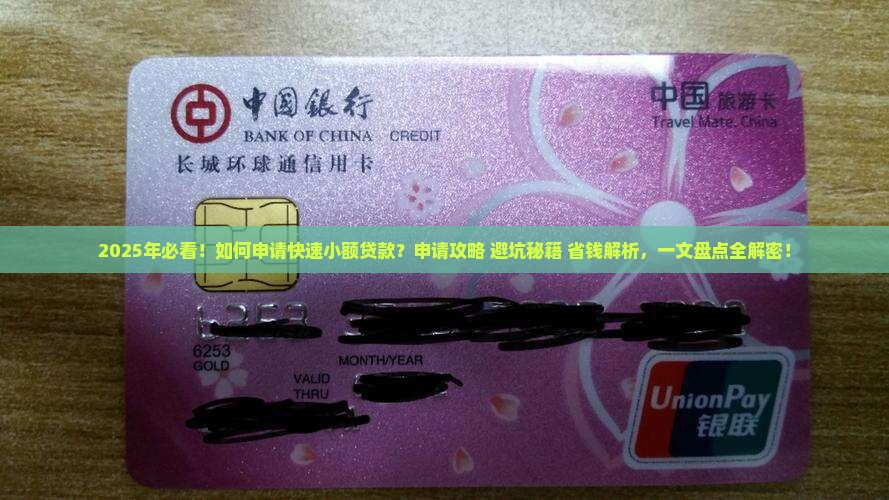 中国银行
BANK OF CHINA CREDIT
长城环球通信用卡
中国旅游卡
Travel Mate. China
2025年必看！如何申请快速小额贷款？申请攻略 避坑秘籍 省钱解析，一文盘点全解密！
6253
6253
GOLD
MONTH/YEAR
VALID
THRU
UnionPay
银联